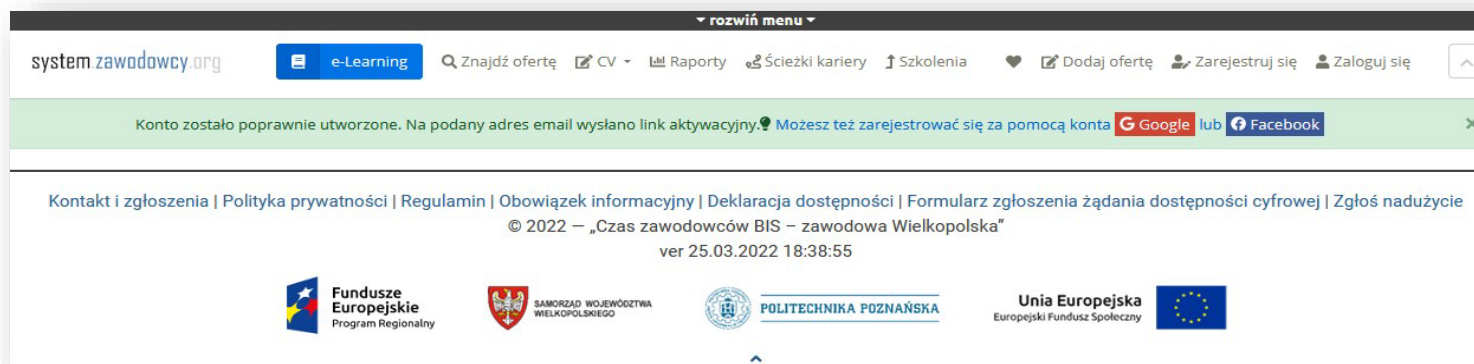 rozwiń menu
system.zawodowcy.org e-Learning Znajdź ofertę CV Raporty Ścieżki kariery Szkolenia Dodaj ofertę Zarejestruj się Zaloguj się
Konto zostało poprawnie utworzone. Na podany adres email wysłano link aktywacyjny. Możesz też zarejestrować się za pomocą konta G Google lub Facebook ×
Kontakt i zgłoszenia | Polityka prywatności | Regulamin | Obowiązek informacyjny | Deklaracja dostępności | Formularz zgłoszenia żądania dostępności cyfrowej | Zgłoś nadużycie
© 2022 — „Czas zawodowców BIS – zawodowa Wielkopolska”
ver 25.03.2022 18:38:55
Fundusze
Europejskie
Program Regionalny
SAMORZĄD WOJEWÓDZTWA
WIELKOPOLSKIEGO
POLITECHNIKA POZNAŃSKA
Unia Europejska
Europejski Fundusz Społeczny